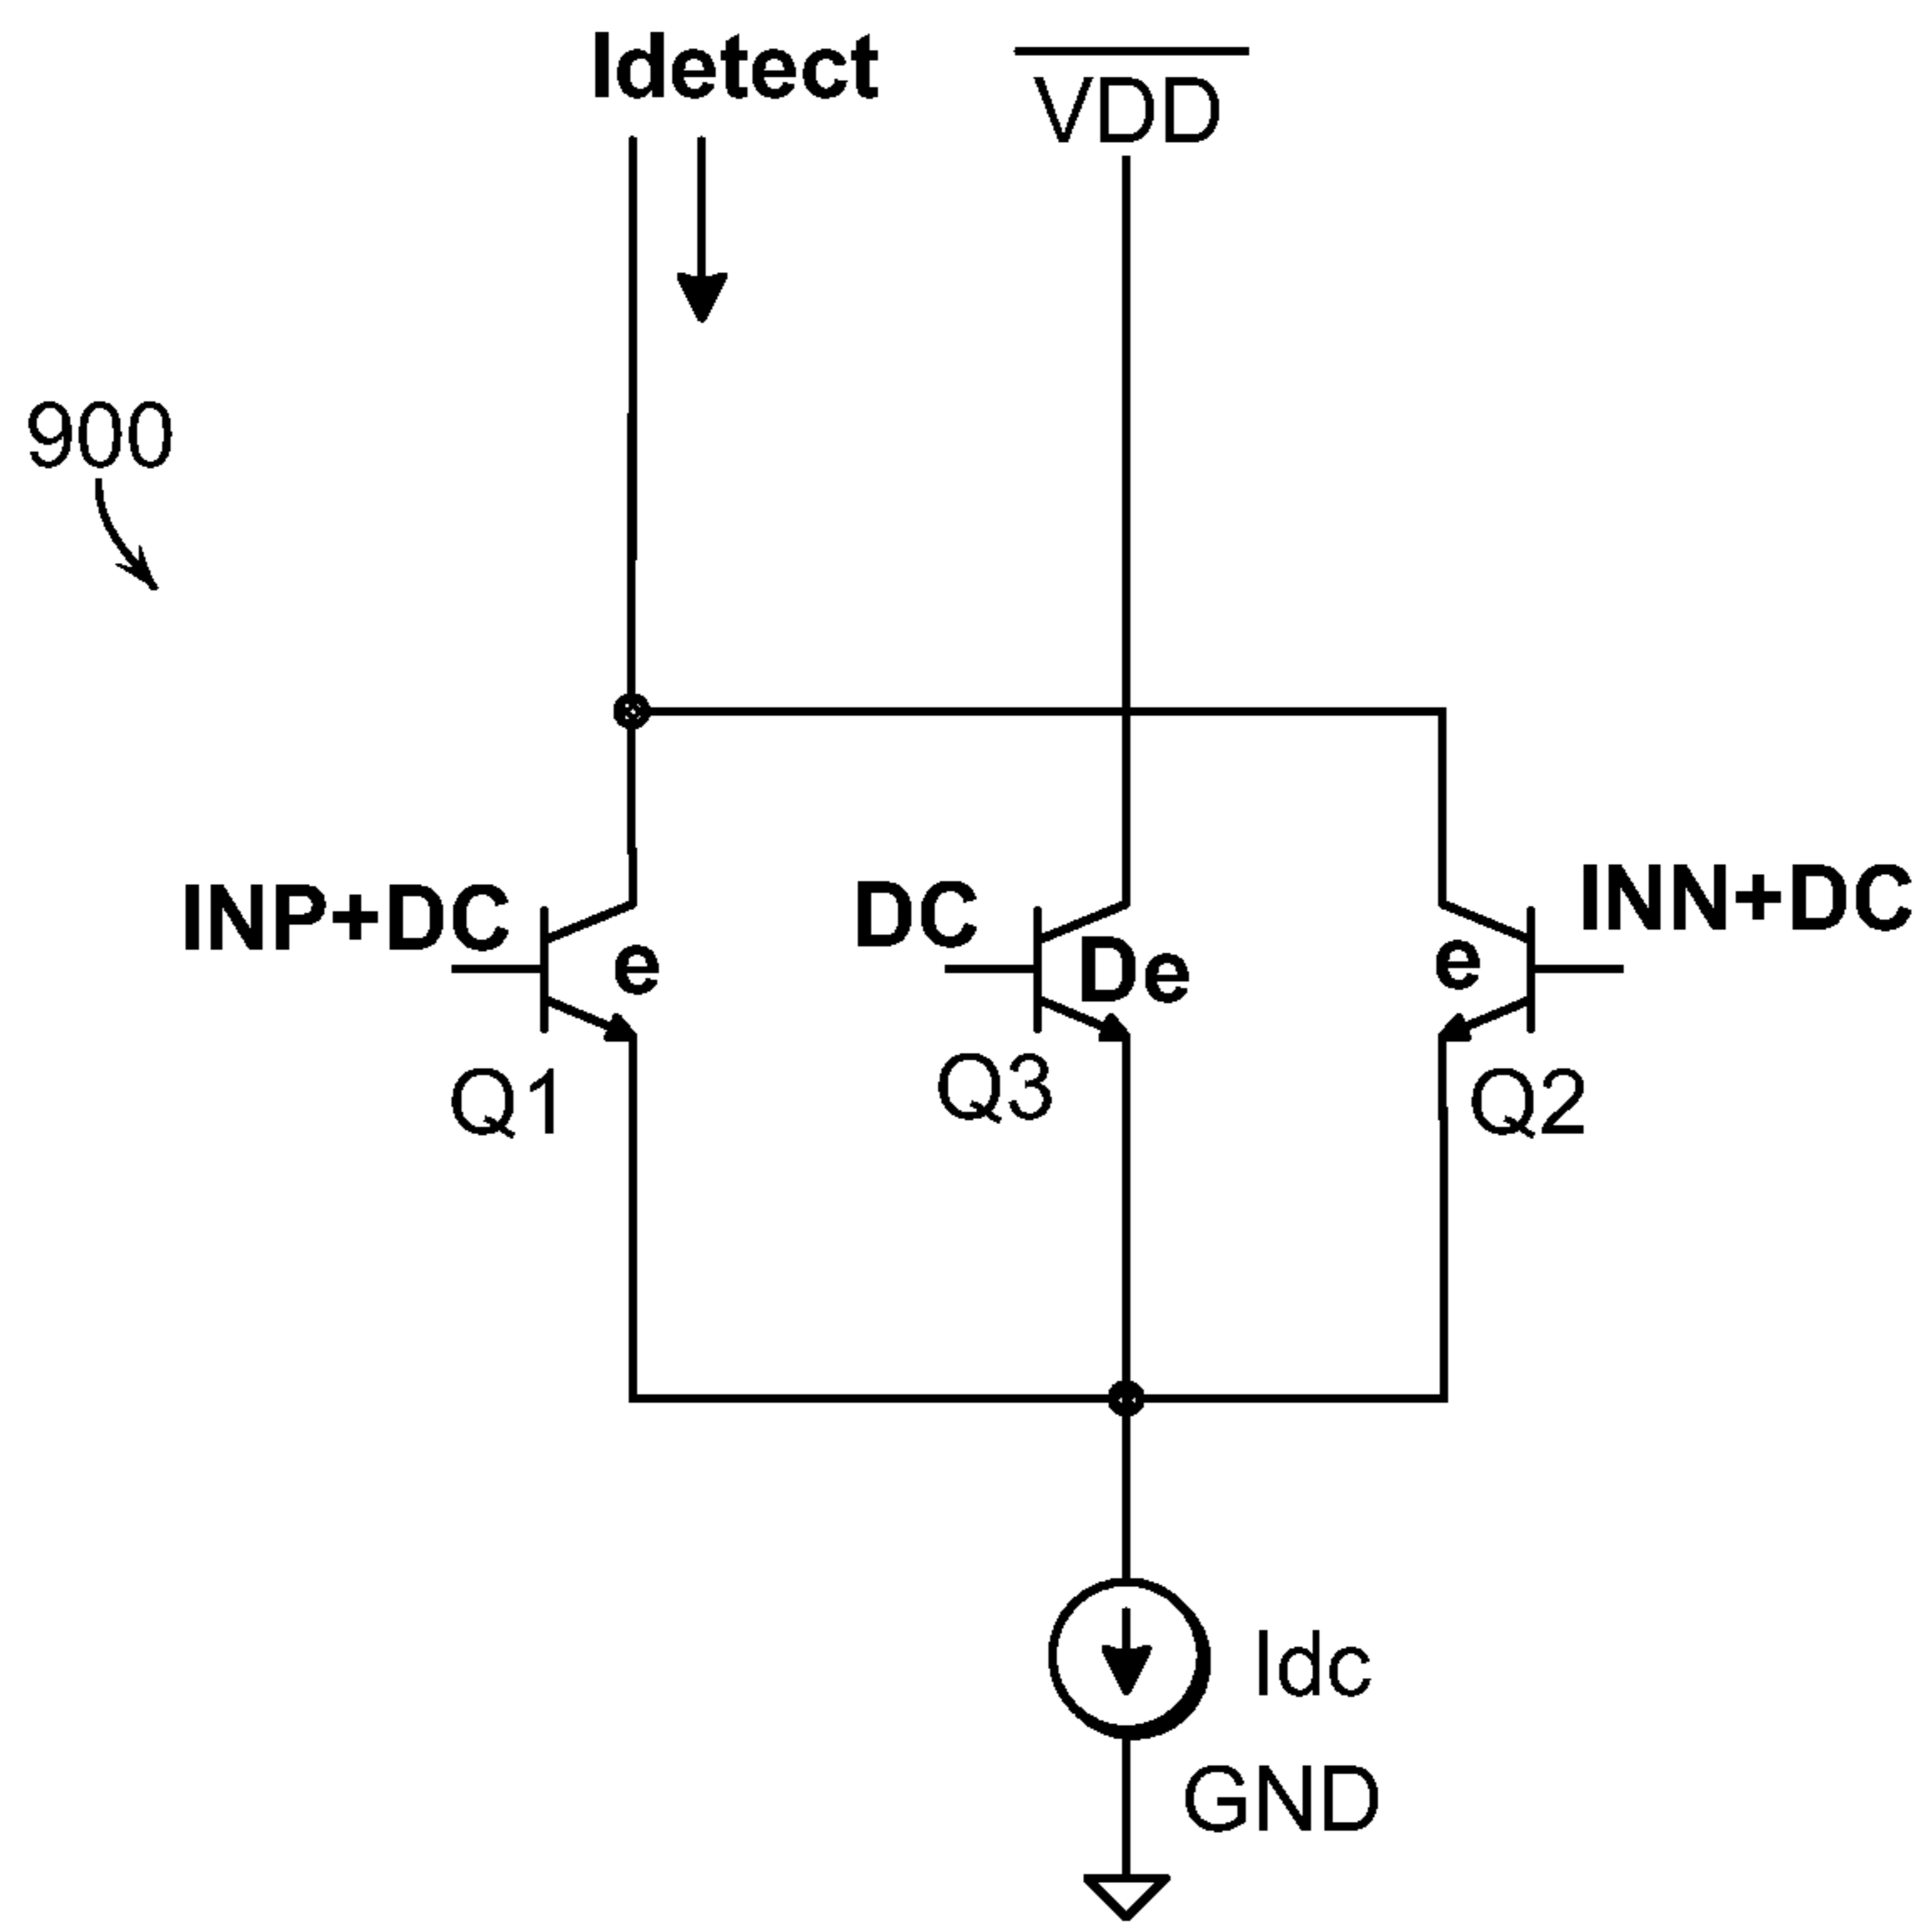 Idetect
VDD
900
INP+DC
DC
INN+DC
e
De
e
Q1
Q3
Q2
Idc
GND